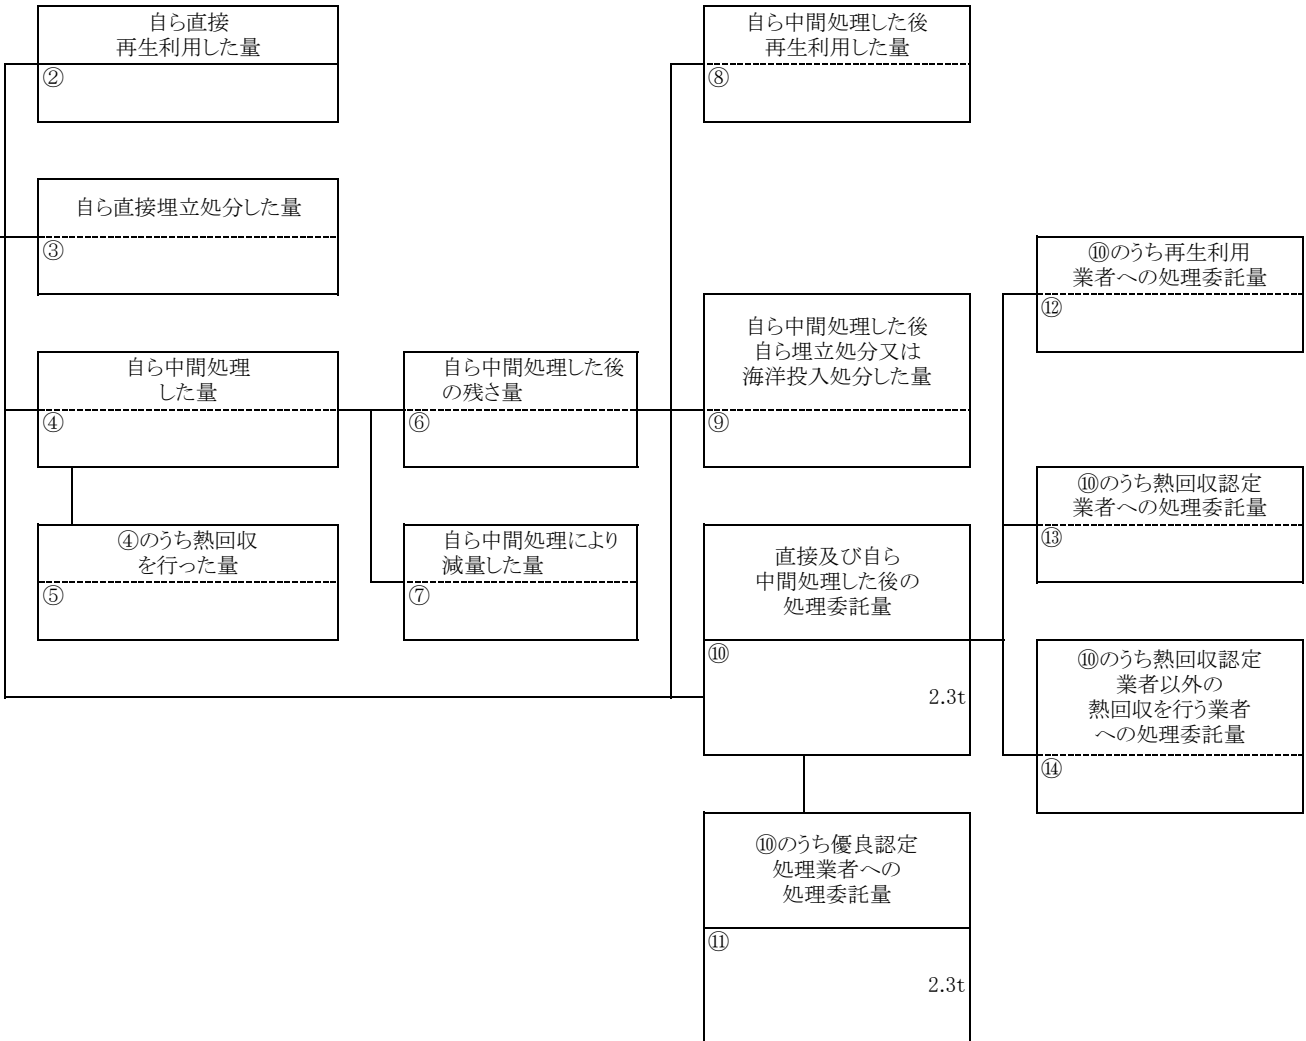 自ら直接
再生利用した量
②
自ら直接埋立処分した量
③
自ら中間処理
した量
④
④のうち熱回収
を行った量
⑤
自ら中間処理した後
の残さ量
⑥
自ら中間処理により
減量した量
⑦
自ら中間処理した後
再生利用した量
⑧
自ら中間処理した後
自ら埋立処分又は
海洋投入処分した量
⑨
直接及び自ら
中間処理した後の
処理委託量
⑩
2.3t
⑩のうち優良認定
処理業者への
処理委託量
⑪
2.3t
⑩のうち再生利用
業者への処理委託量
⑫
⑩のうち熱回収認定
業者への処理委託量
⑬
⑩のうち熱回収認定
業者以外の
熱回収を行う業者
への処理委託量
⑭